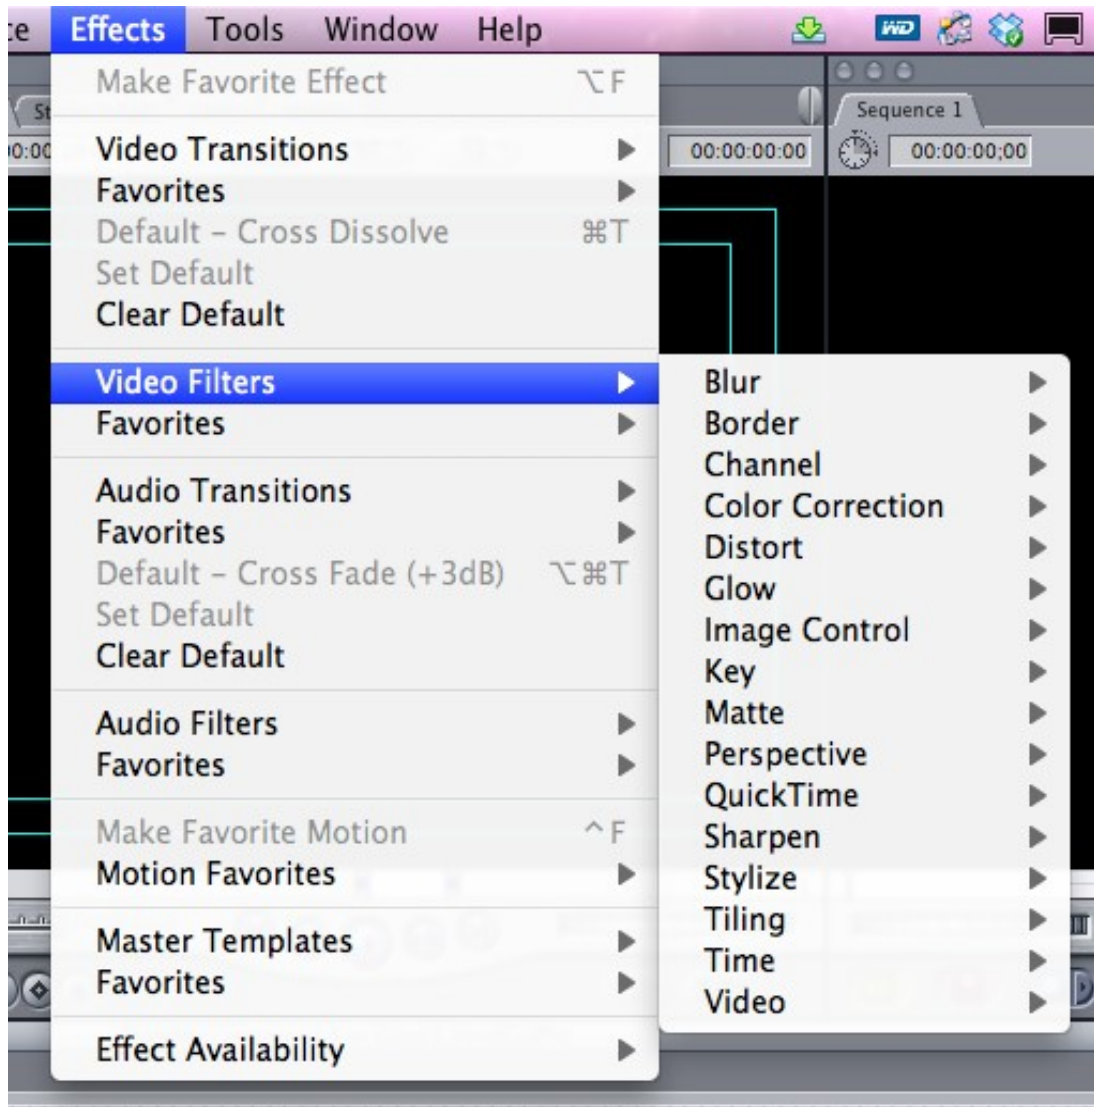 Effects Tools Window Help
WD
Make Favorite Effect ⌥F
Sequence 1
Video Transitions
00:00:00:00
00:00:00;00
Favorites
Default – Cross Dissolve ⌘T
Set Default
Clear Default
Video Filters
Favorites
Audio Transitions
Favorites
Default – Cross Fade (+3dB) ⌥⌘T
Set Default
Clear Default
Audio Filters
Favorites
Make Favorite Motion ^F
Motion Favorites
Master Templates
Favorites
Effect Availability
Blur
Border
Channel
Color Correction
Distort
Glow
Image Control
Key
Matte
Perspective
QuickTime
Sharpen
Stylize
Tiling
Time
Video